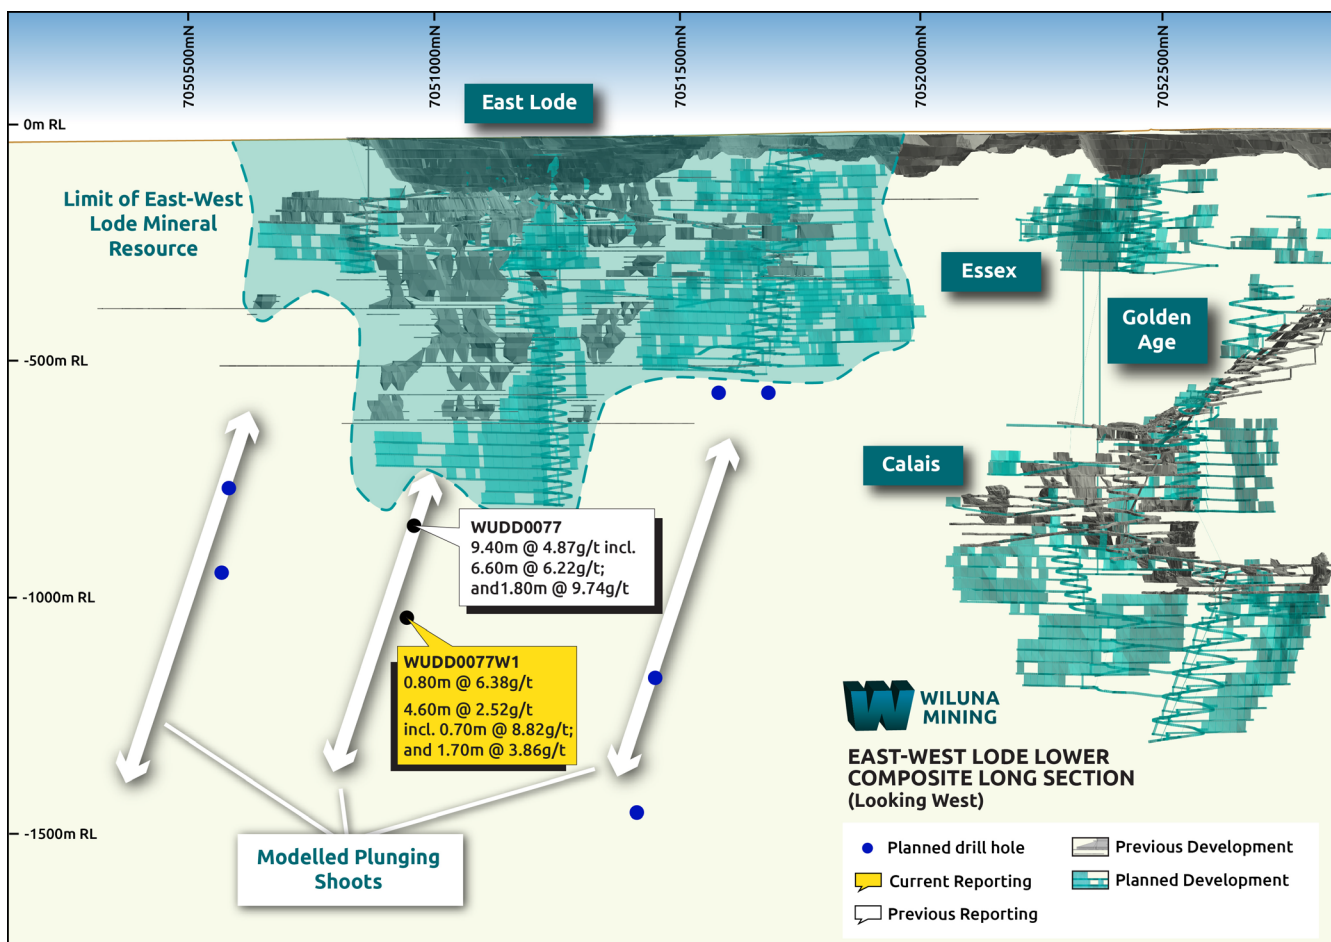 7050500mN
7051000mN
7051500mN
7052000mN
7052500mN
East Lode
0m RL
Limit of East-West
Lode Mineral
Resource
Essex
Golden
Age
-500m RL
Calais
WUDD0077
9.40m @ 4.87g/t incl.
6.60m @ 6.22g/t;
and1.80m @ 9.74g/t
-1000m RL
WUDD0077W1
0.80m @ 6.38g/t
4.60m @ 2.52g/t
incl. 0.70m @ 8.82g/t;
and 1.70m @ 3.86g/t
WILUNA
MINING
EAST-WEST LODE LOWER
COMPOSITE LONG SECTION
(Looking West)
-1500m RL
Modelled Plunging
Shoots
Planned drill hole
Current Reporting
Previous Reporting
Previous Development
Planned Development